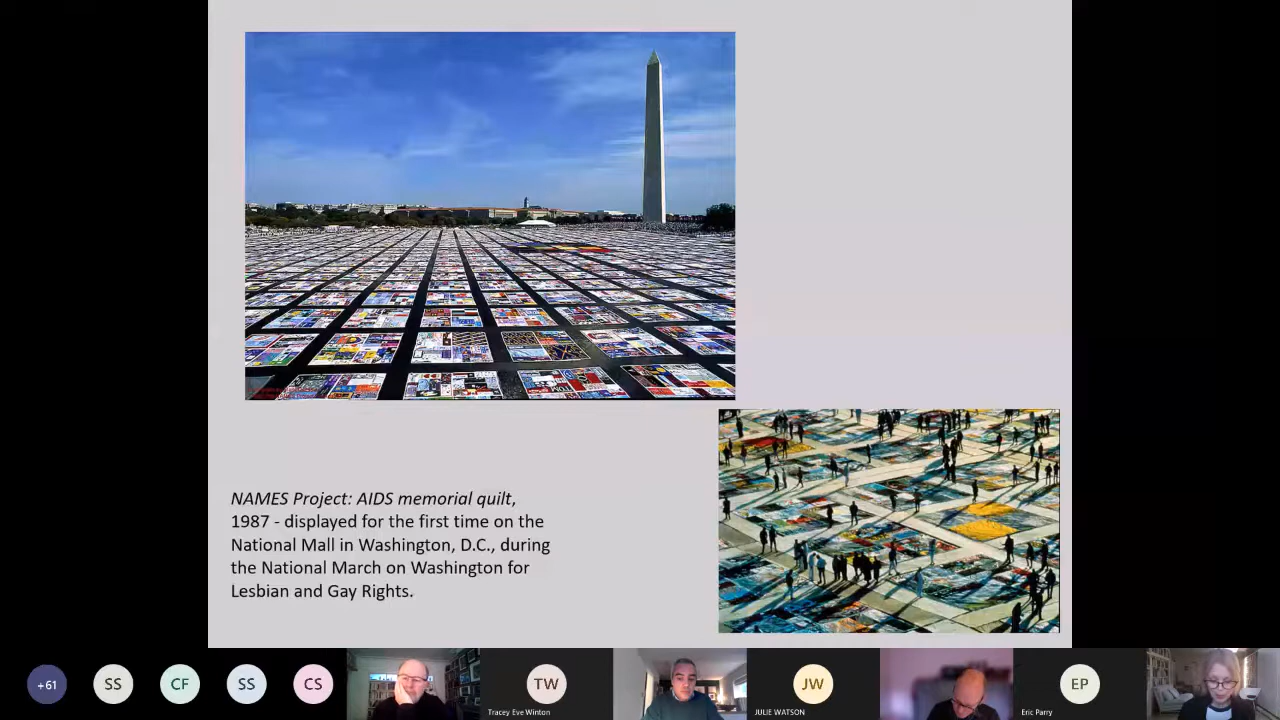 NAMES Project: AIDS memorial quilt,
1987 - displayed for the first time on the
National Mall in Washington, D.C., during
the National March on Washington for
Lesbian and Gay Rights.
+61
SS
CF
SS
CS
TW
Tracey Eve Winton
JW
JULIE WATSON
EP
Eric Parry